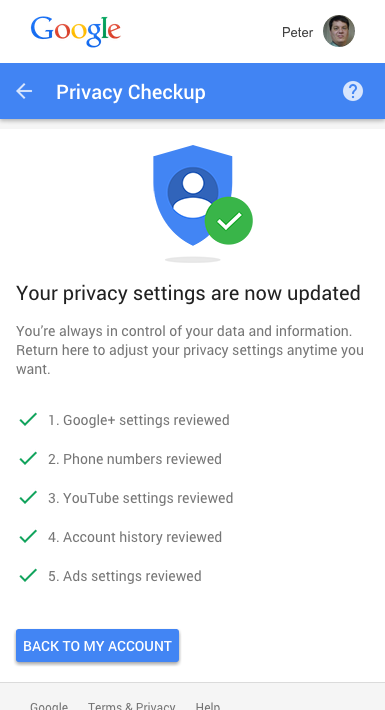 Google
Peter
Privacy Checkup
?
Your privacy settings are now updated
You're always in control of your data and information.
Return here to adjust your privacy settings anytime you
want.
1. Google+ settings reviewed
2. Phone numbers reviewed
3. YouTube settings reviewed
4. Account history reviewed
5. Ads settings reviewed
BACK TO MY ACCOUNT
Google Terms & Privacy Help